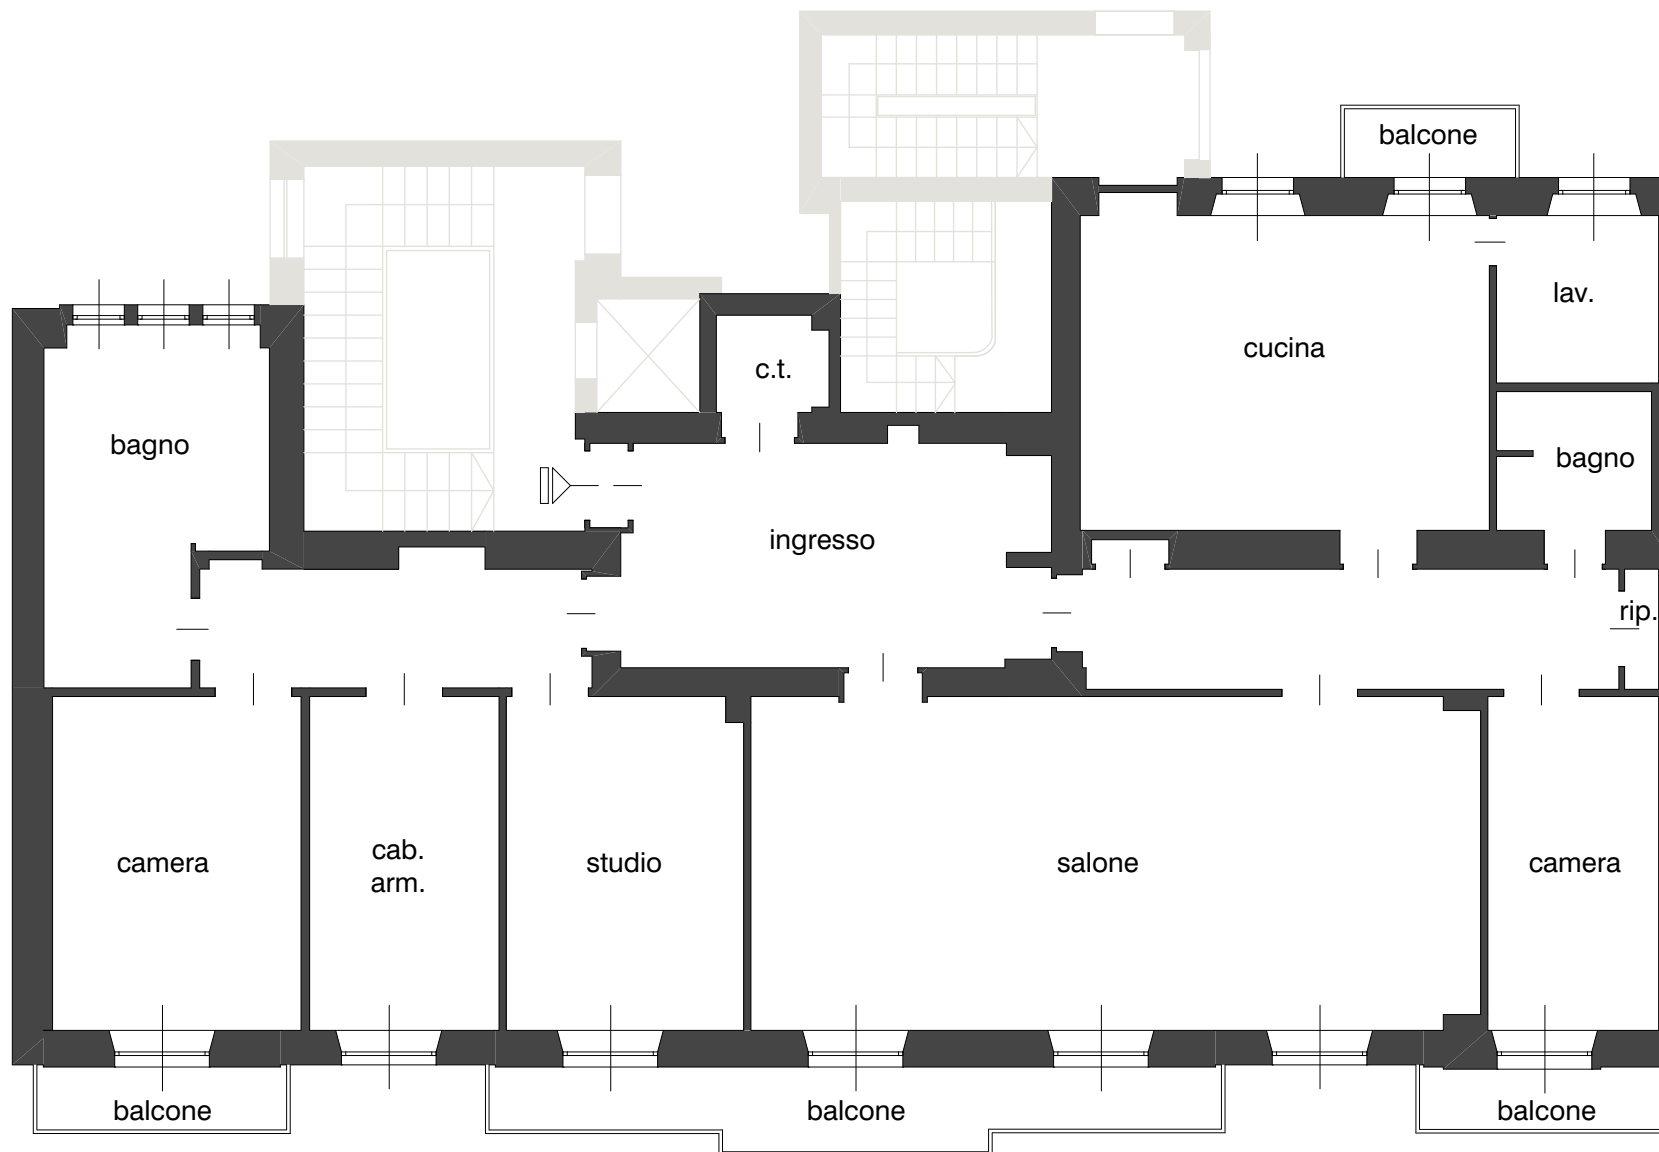 balcone
lav.
cucina
c.t.
bagno
bagno
ingresso
rip.
camera
cab.
arm.
studio
salone
camera
balcone
balcone
balcone